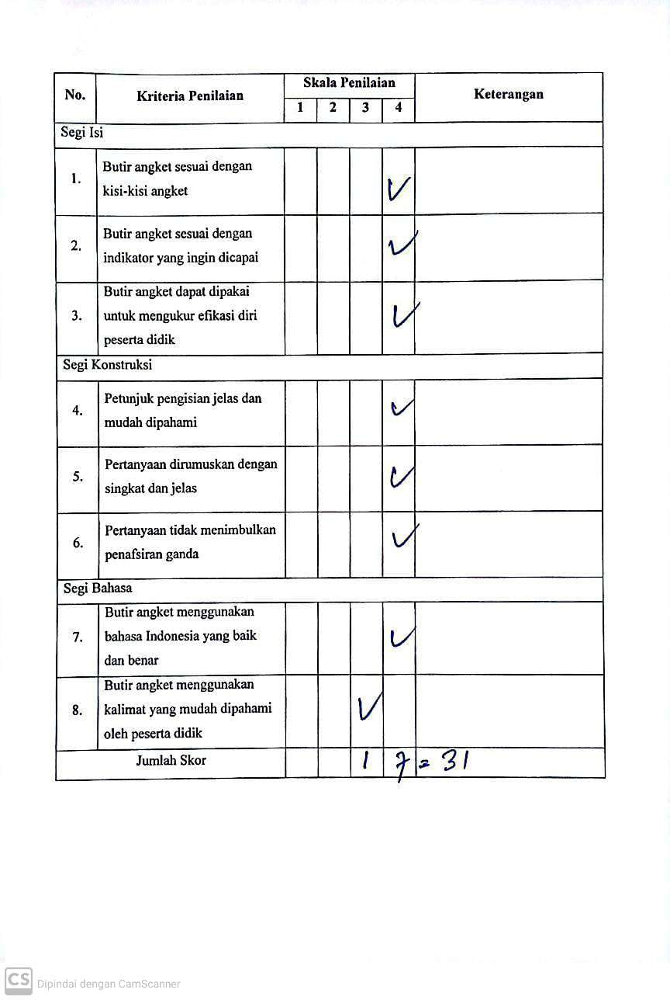 No. Kriteria Penilaian Skala Penilaian Keterangan
1 2 3 4
Segi Isi
1. Butir angket sesuai dengan
kisi-kisi angket
2. Butir angket sesuai dengan
indikator yang ingin dicapai
3. Butir angket dapat dipakai
untuk mengukur efikasi diri
peserta didik
Segi Konstruksi
4. Petunjuk pengisian jelas dan
mudah dipahami
5. Pertanyaan dirumuskan dengan
singkat dan jelas
6. Pertanyaan tidak menimbulkan
penafsiran ganda
Segi Bahasa
7. Butir angket menggunakan
bahasa Indonesia yang baik
dan benar
8. Butir angket menggunakan
kalimat yang mudah dipahami
oleh peserta didik
Jumlah Skor 1 7 = 31
CS Dipindai dengan CamScanner